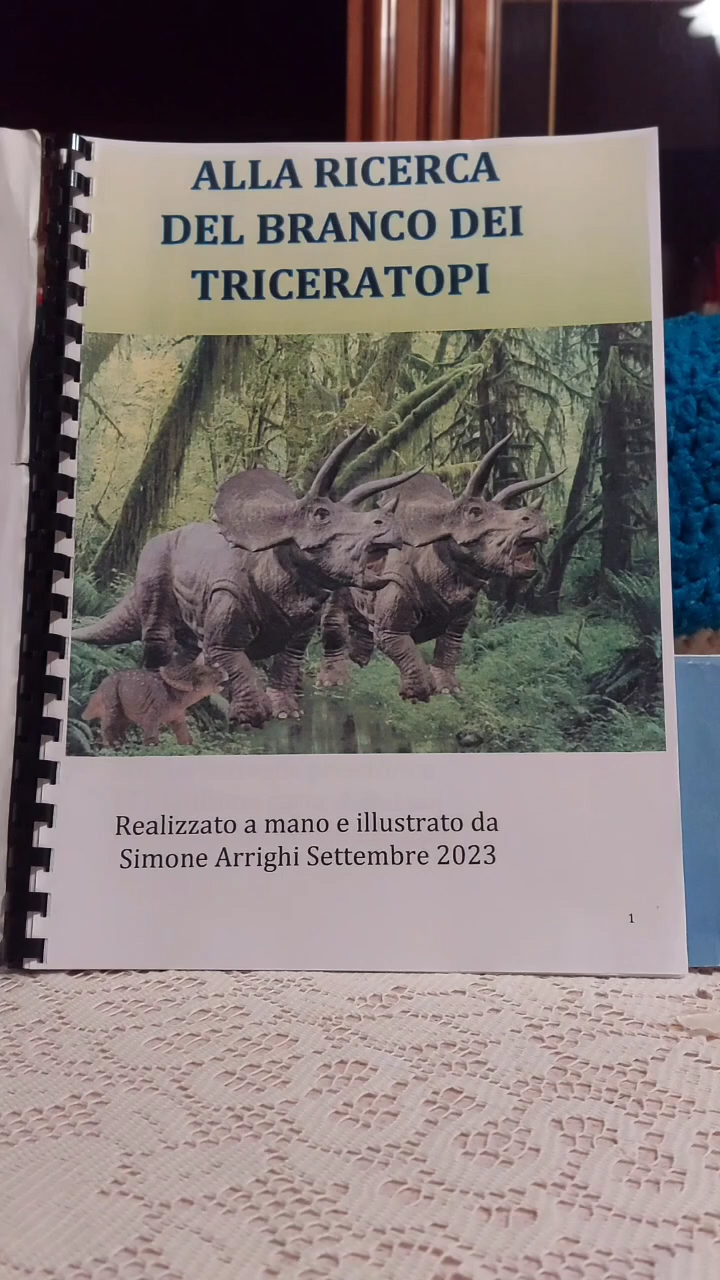 ALLA RICERCA
DEL BRANCO DEI
TRICERATOPI
Realizzato a mano e illustrato da
Simone Arrighi Settembre 2023
1